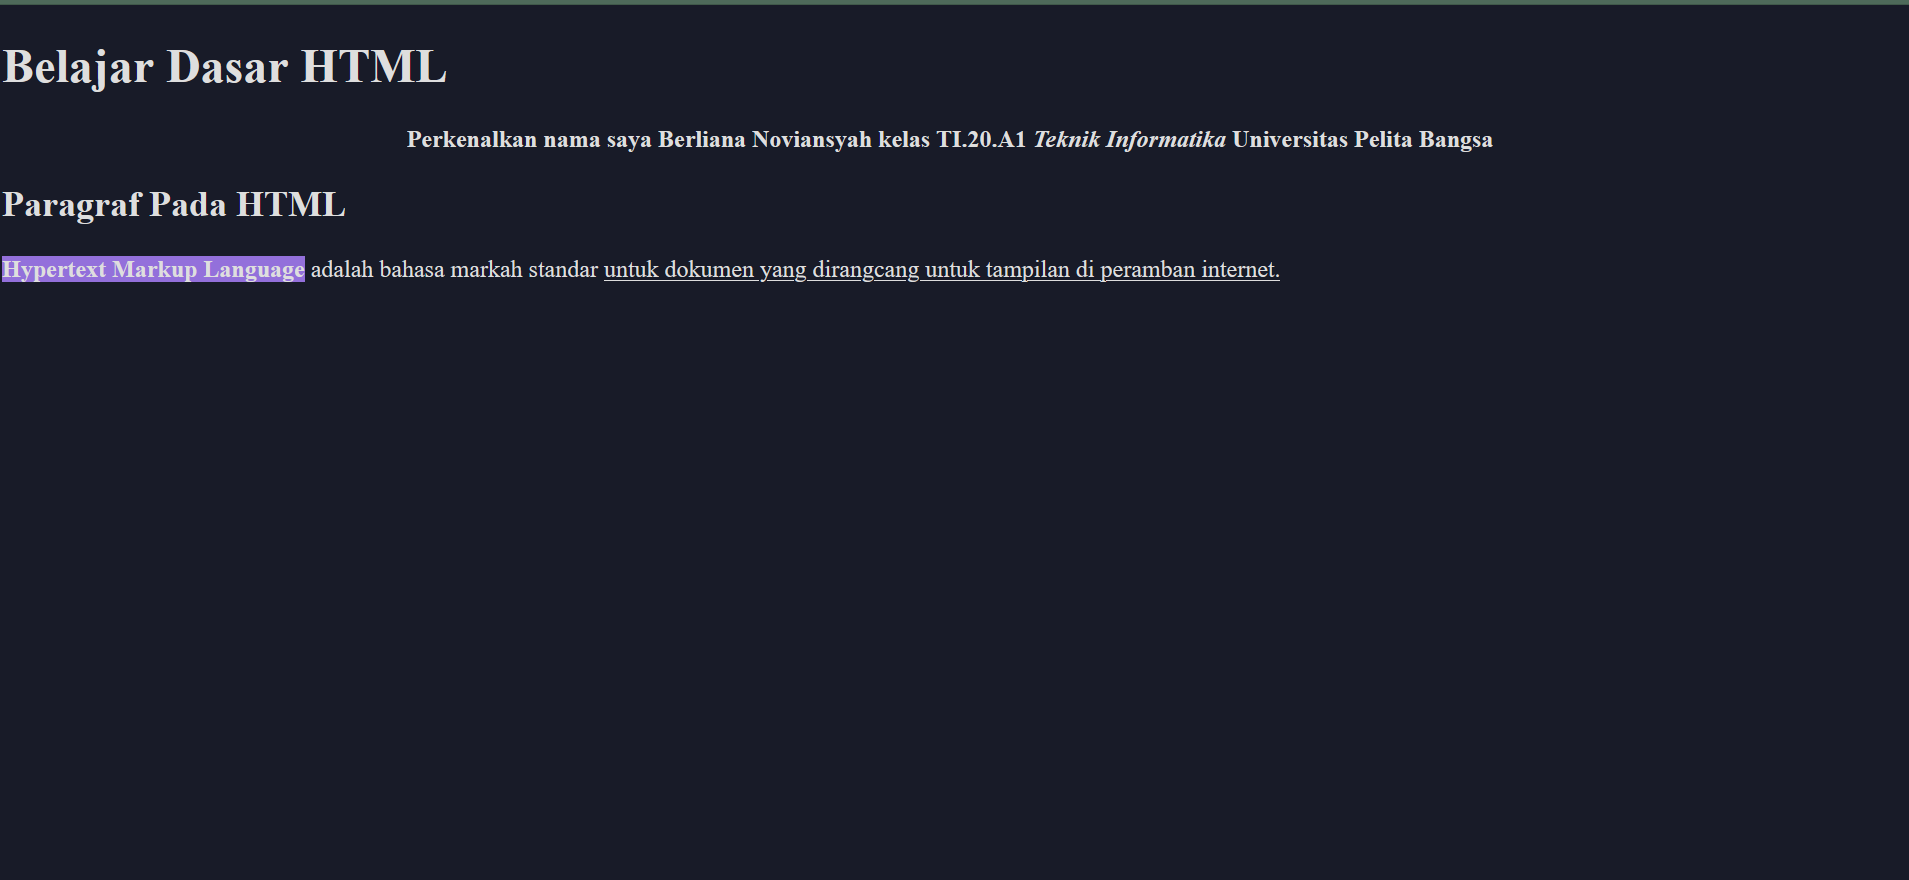 Belajar Dasar HTML
Perkenalkan nama saya Berliana Noviansyah kelas TI.20.A1 Teknik Informatika Universitas Pelita Bangsa
Paragraf Pada HTML
Hypertext Markup Language adalah bahasa markah standar untuk dokumen yang dirangcang untuk tampilan di peramban internet.